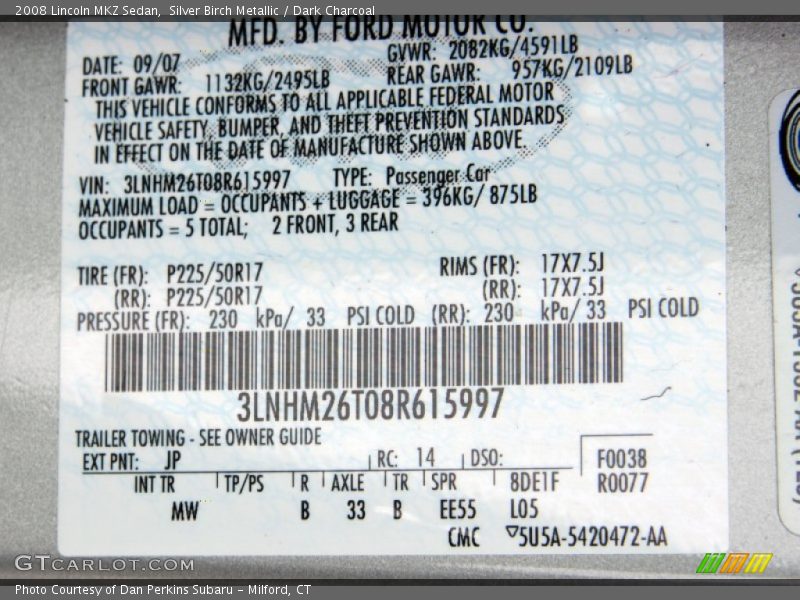 2008 Lincoln MKZ Sedan,  Silver Birch Metallic / Dark Charcoal
MFD. BY FORD MOTOR CO.
DATE: 09/07 GVWR: 2082KG/4591LB
FRONT GAWR: 1132KG/2495LB REAR GAWR: 957KG/2109LB
THIS VEHICLE CONFORMS TO ALL APPLICABLE FEDERAL MOTOR
VEHICLE SAFETY, BUMPER, AND THEFT PREVENTION STANDARDS
IN EFFECT ON THE DATE OF MANUFACTURE SHOWN ABOVE.
VIN: 3LNHM26T08R615997 TYPE: Passenger Car
MAXIMUM LOAD = OCCUPANTS + LUGGAGE = 396KG/ 875LB
OCCUPANTS = 5 TOTAL; 2 FRONT, 3 REAR
TIRE (FR): P225/50R17 RIMS (FR): 17X7.5J
(RR): P225/50R17 (RR): 17X7.5J
PRESSURE (FR): 230 kPa/ 33 PSI COLD (RR): 230 kPa/ 33 PSI COLD
3LNHM26T08R615997
TRAILER TOWING - SEE OWNER GUIDE
EXT PNT: JP RC: 14 DSO: F0038
INT TR TP/PS R AXLE TR SPR 8DE1F R0077
MW B 33 B EE55 L05
CMC 5U5A-5420472-AA
GTCARLOT.COM
Photo Courtesy of Dan Perkins Subaru – Milford, CT